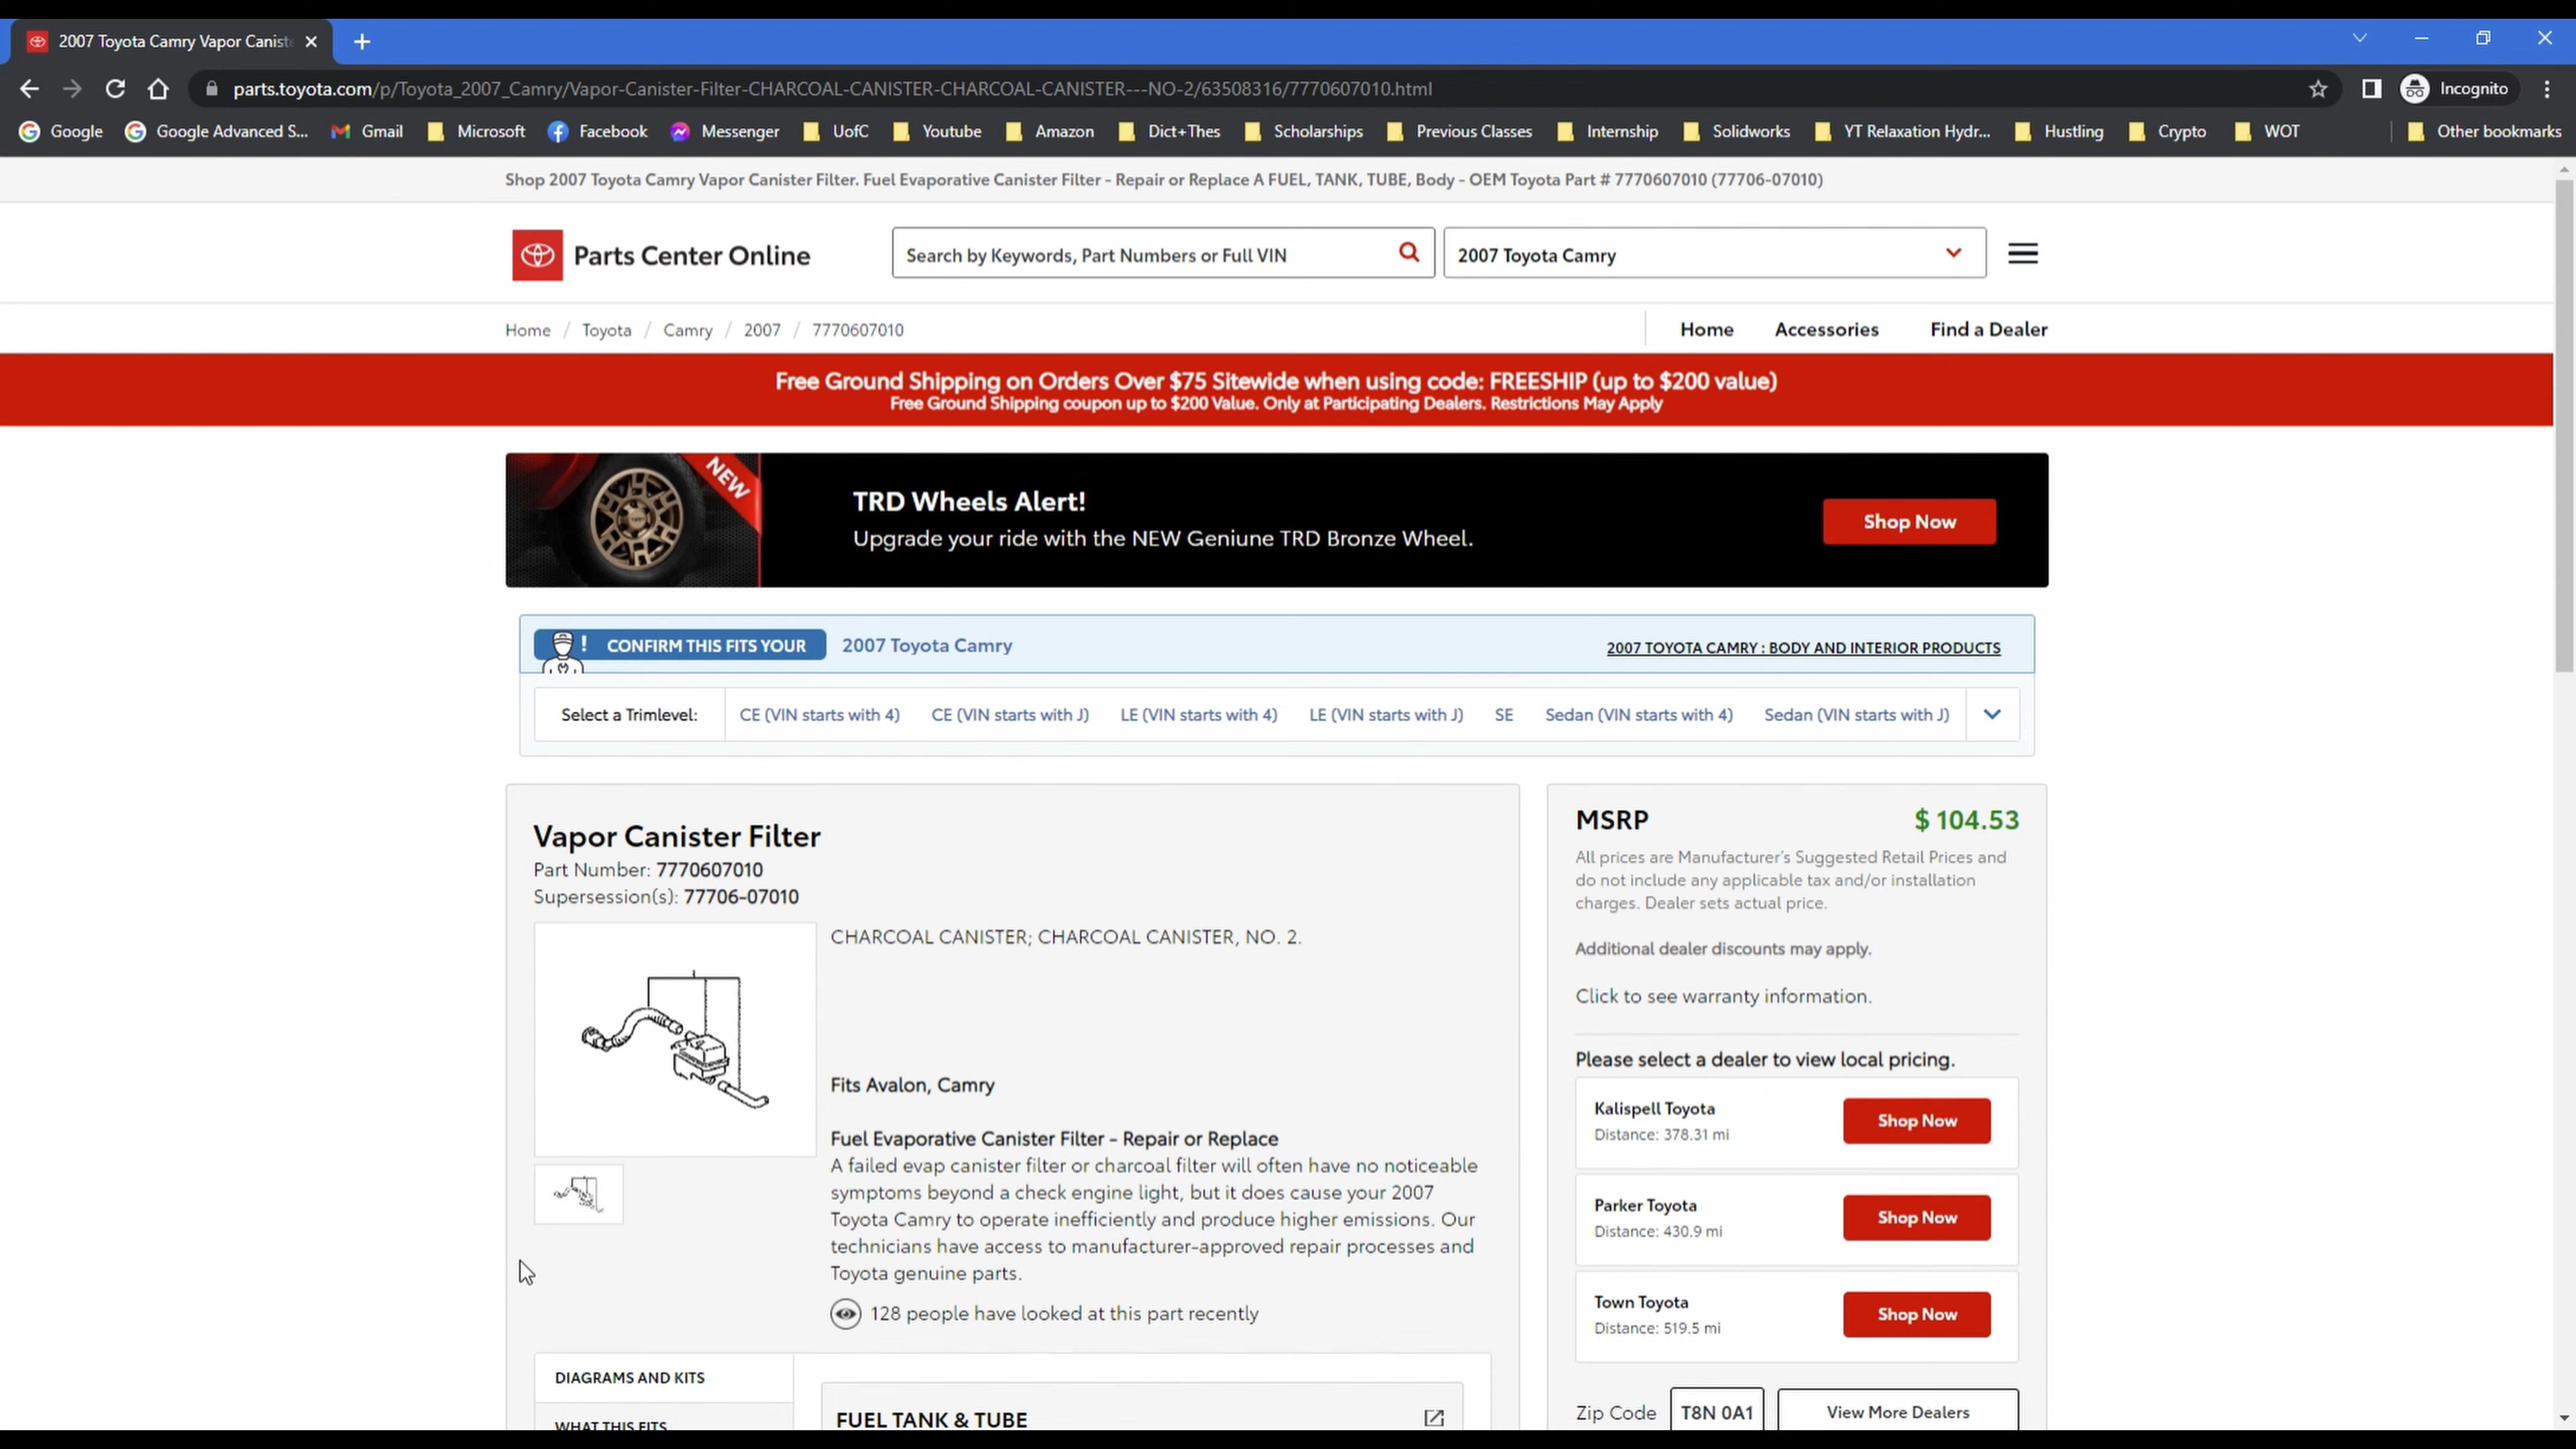 2007 Toyota Camry Vapor Caniste
parts.toyota.com/p/Toyota_2007_Camry/Vapor-Canister-Filter-CHARCOAL-CANISTER-CHARCOAL-CANISTER---NO-2/63508316/7770607010.html
Incognito
Google
Google Advanced S...
Gmail
Microsoft
Facebook
Messenger
UofC
Youtube
Amazon
Dict+Thes
Scholarships
Previous Classes
Internship
Solidworks
YT Relaxation Hydr...
Hustling
Crypto
WOT
Other bookmarks
Shop 2007 Toyota Camry Vapor Canister Filter. Fuel Evaporative Canister Filter - Repair or Replace A FUEL, TANK, TUBE, Body - OEM Toyota Part # 7770607010 (77706-07010)
Parts Center Online
Search by Keywords, Part Numbers or Full VIN
2007 Toyota Camry
Home / Toyota / Camry / 2007 / 7770607010
Home
Accessories
Find a Dealer
Free Ground Shipping on Orders Over $75 Sitewide when using code: FREESHIP (up to $200 value)
Free Ground Shipping coupon up to $200 Value. Only at Participating Dealers. Restrictions May Apply
NEW
TRD Wheels Alert!
Upgrade your ride with the NEW Geniune TRD Bronze Wheel.
Shop Now
! CONFIRM THIS FITS YOUR
2007 Toyota Camry
2007 TOYOTA CAMRY : BODY AND INTERIOR PRODUCTS
Select a Trimlevel:
CE (VIN starts with 4)
CE (VIN starts with J)
LE (VIN starts with 4)
LE (VIN starts with J)
SE
Sedan (VIN starts with 4)
Sedan (VIN starts with J)
Vapor Canister Filter
Part Number: 7770607010
Supersession(s): 77706-07010
CHARCOAL CANISTER; CHARCOAL CANISTER, NO. 2.
Fits Avalon, Camry
Fuel Evaporative Canister Filter - Repair or Replace
A failed evap canister filter or charcoal filter will often have no noticeable
symptoms beyond a check engine light, but it does cause your 2007
Toyota Camry to operate inefficiently and produce higher emissions. Our
technicians have access to manufacturer-approved repair processes and
Toyota genuine parts.
128 people have looked at this part recently
DIAGRAMS AND KITS
WHAT THIS FITS
FUEL TANK & TUBE
MSRP
$ 104.53
All prices are Manufacturer's Suggested Retail Prices and
do not include any applicable tax and/or installation
charges. Dealer sets actual price.
Additional dealer discounts may apply.
Click to see warranty information.
Please select a dealer to view local pricing.
Kalispell Toyota
Distance: 378.31 mi
Shop Now
Parker Toyota
Distance: 430.9 mi
Shop Now
Town Toyota
Distance: 519.5 mi
Shop Now
Zip Code
T8N 0A1
View More Dealers